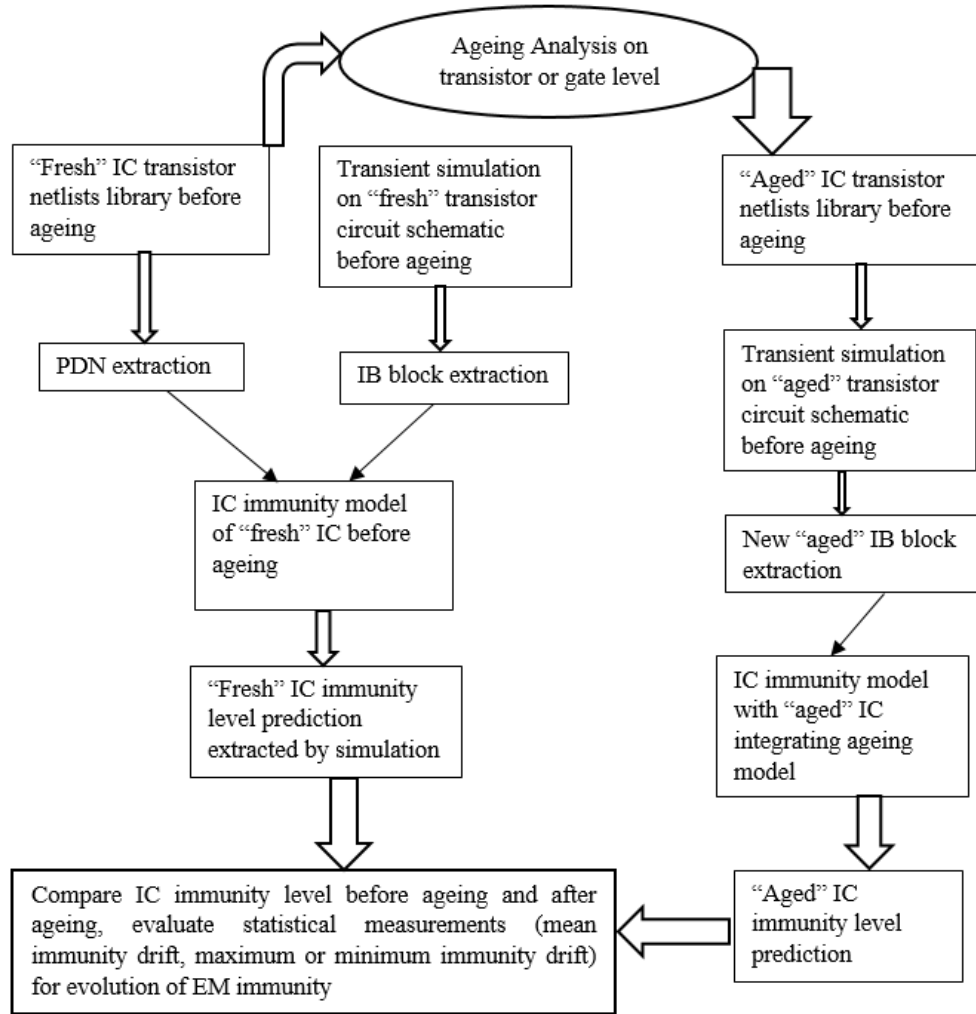 Ageing Analysis on
transistor or gate level
“Fresh” IC transistor
netlists library before
ageing
Transient simulation
on “fresh” transistor
circuit schematic
before ageing
“Aged” IC transistor
netlists library before
ageing
PDN extraction
IB block extraction
Transient simulation
on “aged” transistor
circuit schematic
before ageing
IC immunity model
of “fresh” IC before
ageing
New “aged” IB block
extraction
“Fresh” IC immunity
level prediction
extracted by simulation
IC immunity model
with “aged” IC
integrating ageing
model
Compare IC immunity level before ageing and after
ageing, evaluate statistical measurements (mean
immunity drift, maximum or minimum immunity drift)
for evolution of EM immunity
“Aged” IC
immunity level
prediction